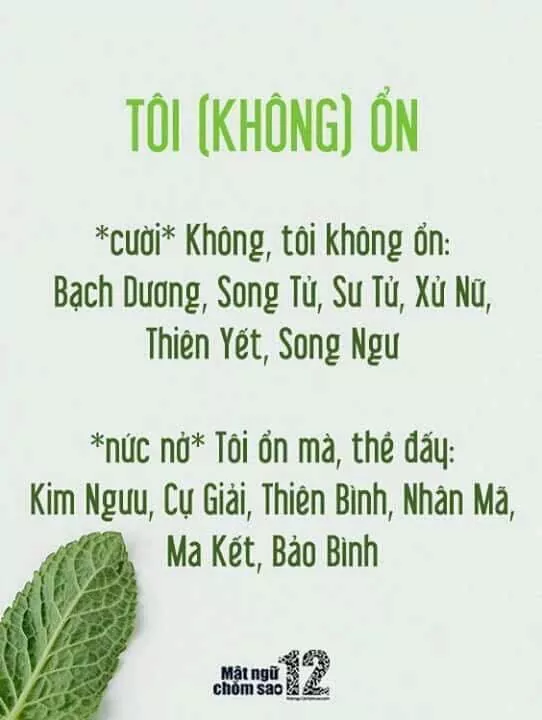 TÔI (KHÔNG) ỔN
*cười* Không, tôi không ổn:
Bạch Dương, Song Tử, Sư Tử, Xử Nữ,
Thiên Yết, Song Ngư
*nức nở* Tôi ổn mà, thề đấy:
Kim Ngưu, Cự Giải, Thiên Bình, Nhân Mã,
Ma Kết, Bảo Bình
Mật ngữ
chòm sao 12